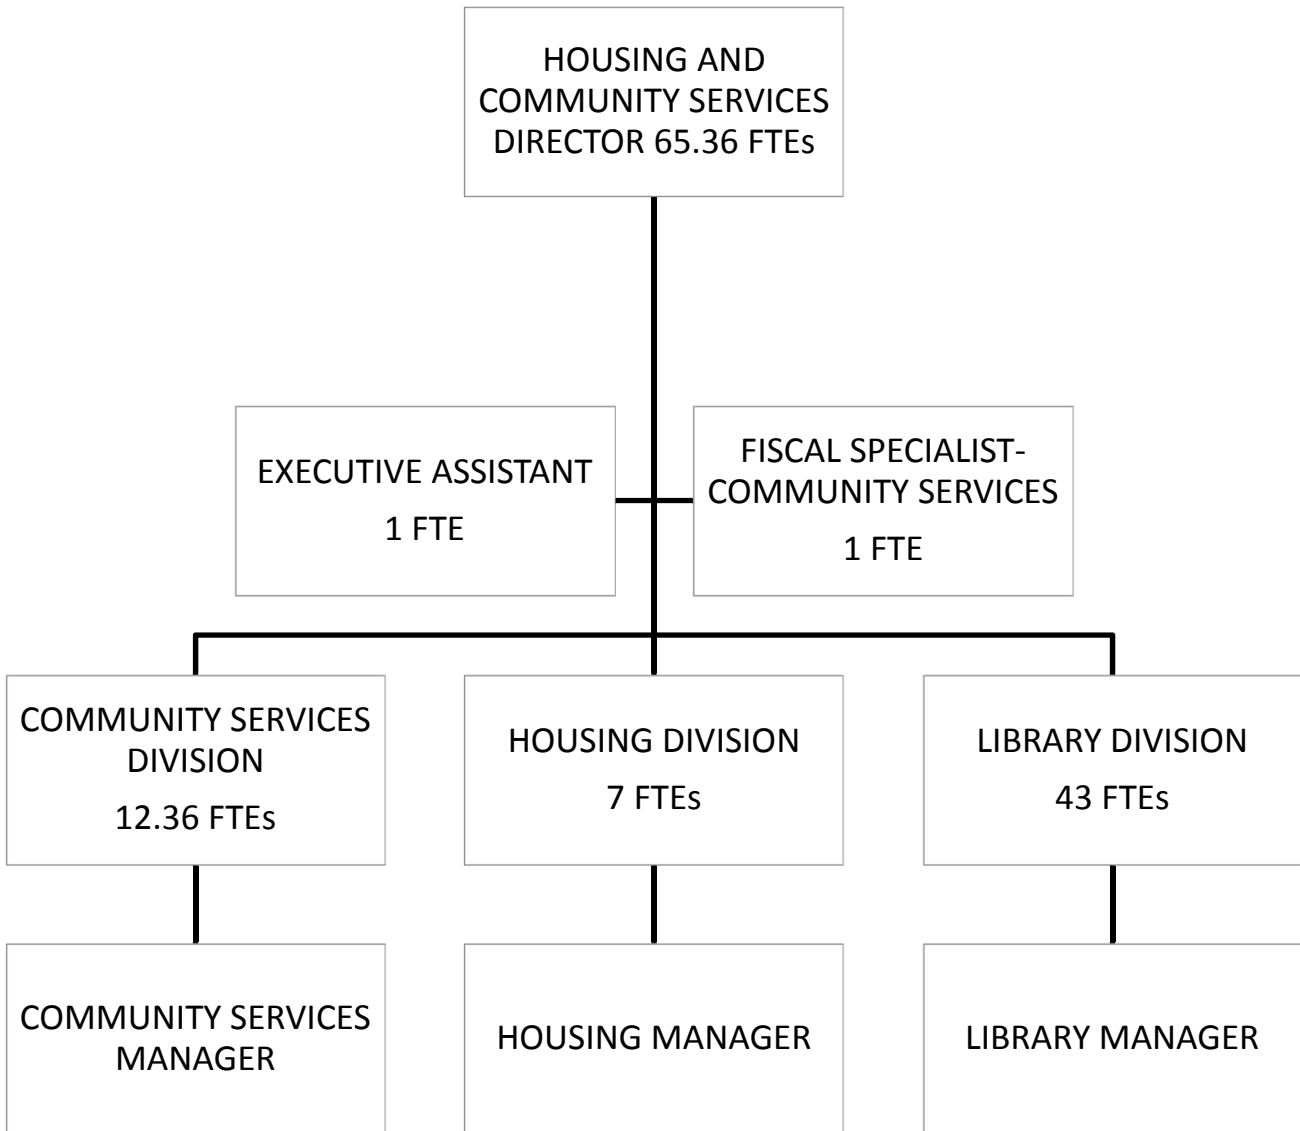 HOUSING AND
COMMUNITY SERVICES
DIRECTOR 65.36 FTEs
EXECUTIVE ASSISTANT
1 FTE
FISCAL SPECIALIST-
COMMUNITY SERVICES
1 FTE
COMMUNITY SERVICES
DIVISION
12.36 FTEs
HOUSING DIVISION
7 FTEs
LIBRARY DIVISION
43 FTEs
COMMUNITY SERVICES
MANAGER
HOUSING MANAGER
LIBRARY MANAGER